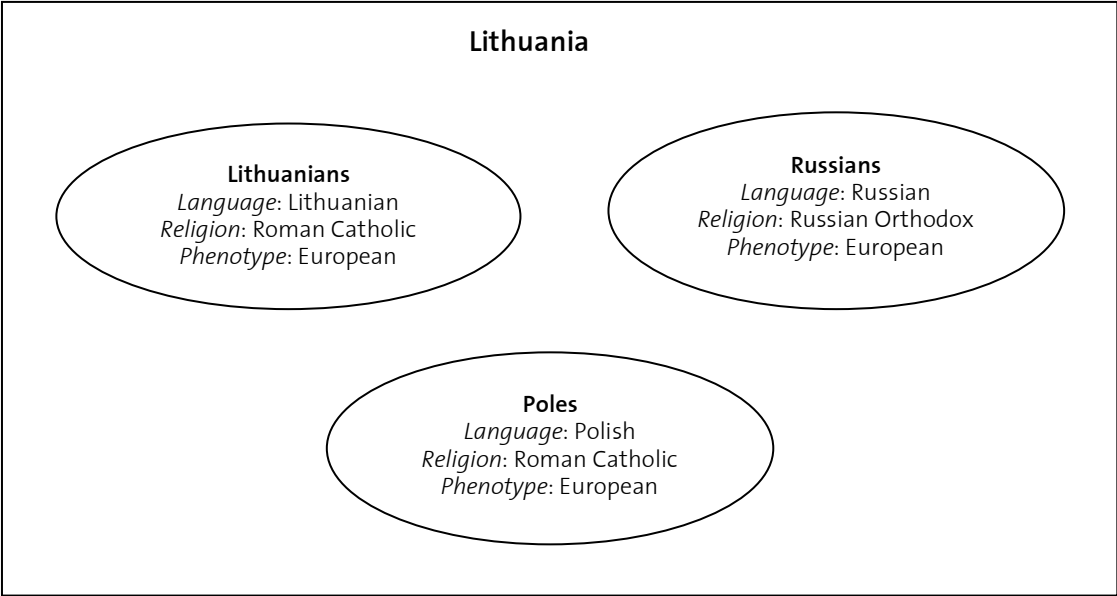 Lithuania
Lithuanians
Language: Lithuanian
Religion: Roman Catholic
Phenotype: European
Russians
Language: Russian
Religion: Russian Orthodox
Phenotype: European
Poles
Language: Polish
Religion: Roman Catholic
Phenotype: European